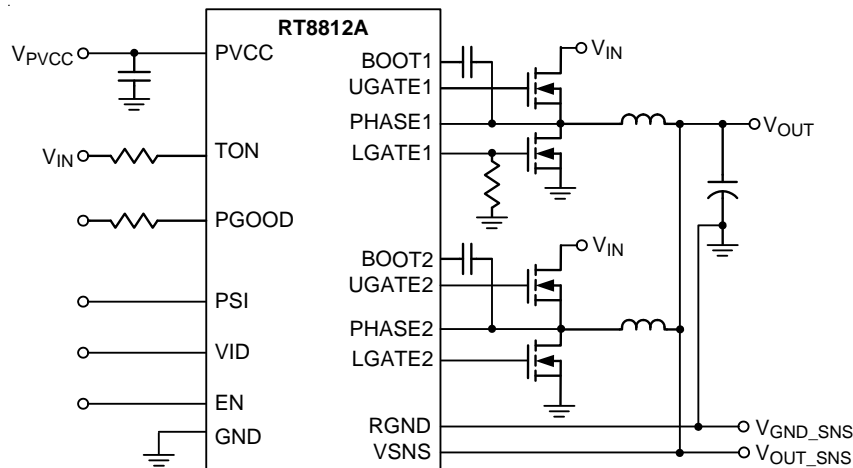 RT8812A
VPVCC
PVCC
BOOT1
VIN
UGATE1
PHASE1
VOUT
VIN
TON
LGATE1
PGOOD
BOOT2
VIN
UGATE2
PSI
PHASE2
VID
LGATE2
EN
RGND
VGND_SNS
GND
VSNS
VOUT_SNS